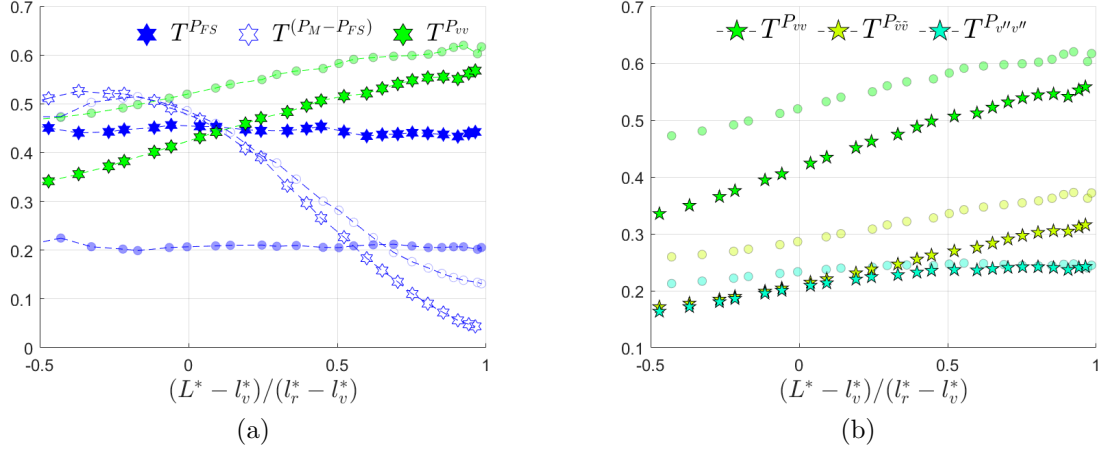 T^{P_{FS}} T^{(P_M−P_{FS})} T^{P_{vv}}
0.7
0.6
0.5
0.4
0.3
0.2
0.1
0
-0.5 0 0.5 1
(L^* − l_v^*)/(l_r^* − l_v^*)
(a)
T^{P_{vv}} T^{P_{\tilde{v}\tilde{v}}} T^{P_{v''v''}}
0.7
0.6
0.5
0.4
0.3
0.2
0.1
-0.5 0 0.5 1
(L^* − l_v^*)/(l_r^* − l_v^*)
(b)